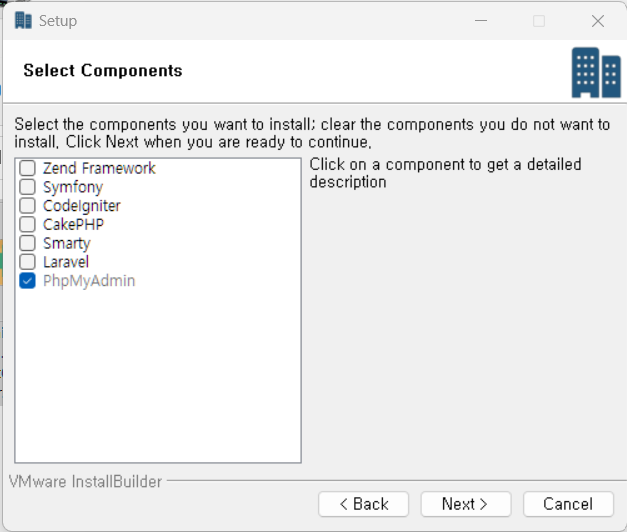 Setup
Select Components
Select the components you want to install; clear the components you do not want to
install. Click Next when you are ready to continue.
Zend Framework
Symfony
CodeIgniter
CakePHP
Smarty
Laravel
PhpMyAdmin
Click on a component to get a detailed
description
VMware InstallBuilder
< Back
Next >
Cancel